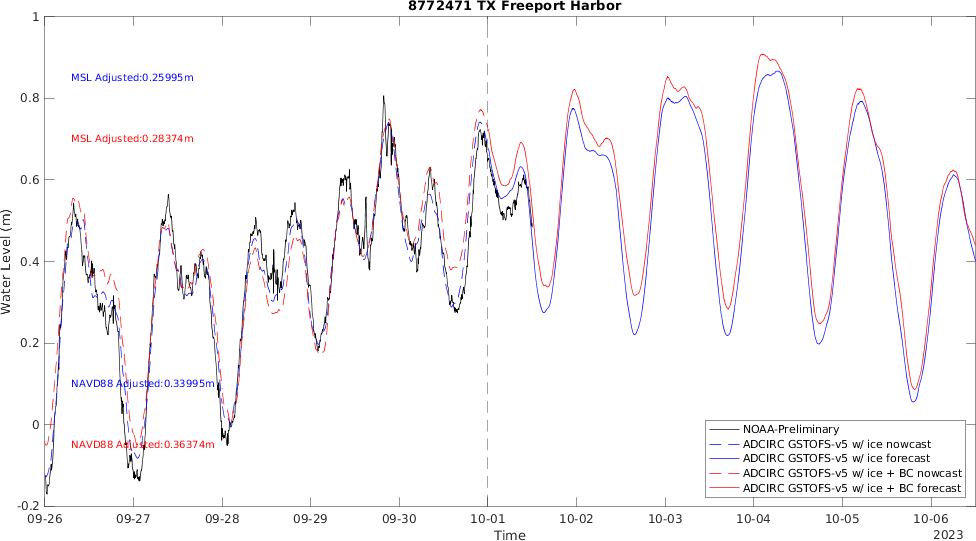 8772471 TX Freeport Harbor
1
0.8
0.6
0.4
0.2
0
-0.2
Water Level (m)
MSL Adjusted:0.25995m
MSL Adjusted:0.28374m
NAVD88 Adjusted:0.33995m
NAVD88 Adjusted:0.36374m
NOAA-Preliminary
ADCIRC GSTOFS-v5 w/ ice nowcast
ADCIRC GSTOFS-v5 w/ ice forecast
ADCIRC GSTOFS-v5 w/ ice + BC nowcast
ADCIRC GSTOFS-v5 w/ ice + BC forecast
09-26 09-27 09-28 09-29 09-30 10-01 10-02 10-03 10-04 10-05 10-06
Time
2023